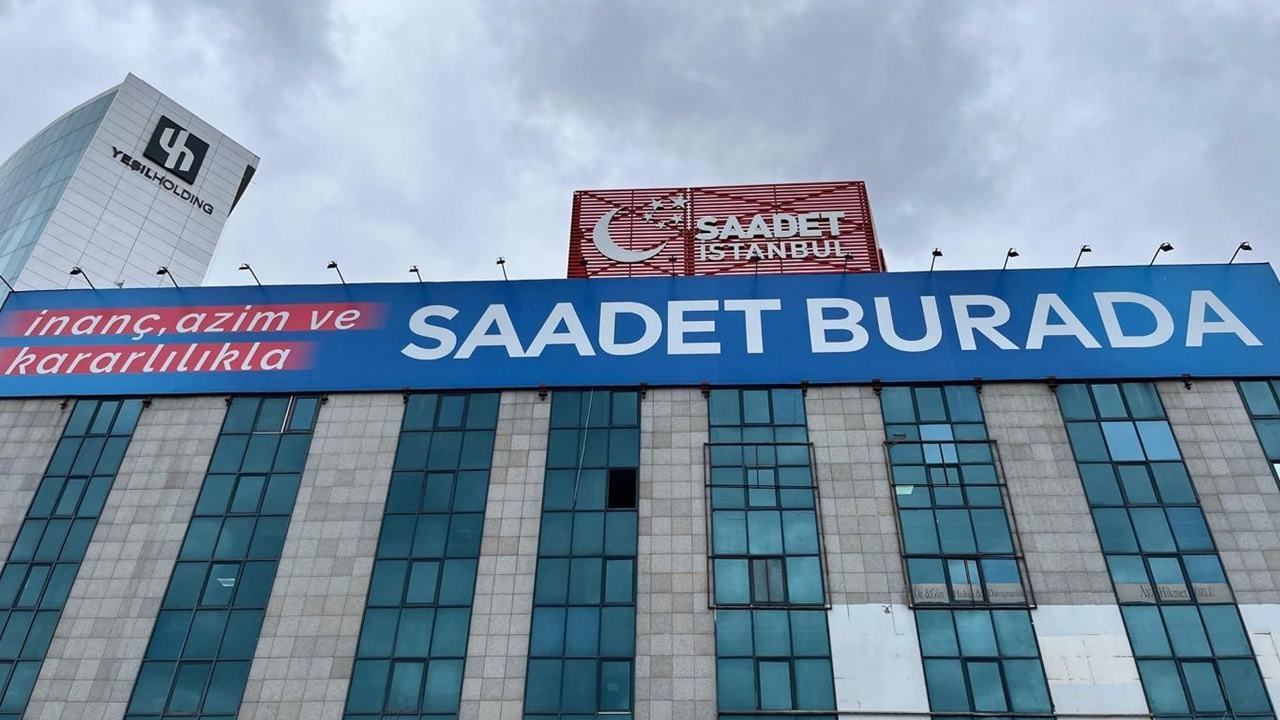 YEŞİLHOLDING
SAADET
İSTANBUL
inanç, azim ve
kararlılıkla
SAADET BURADA